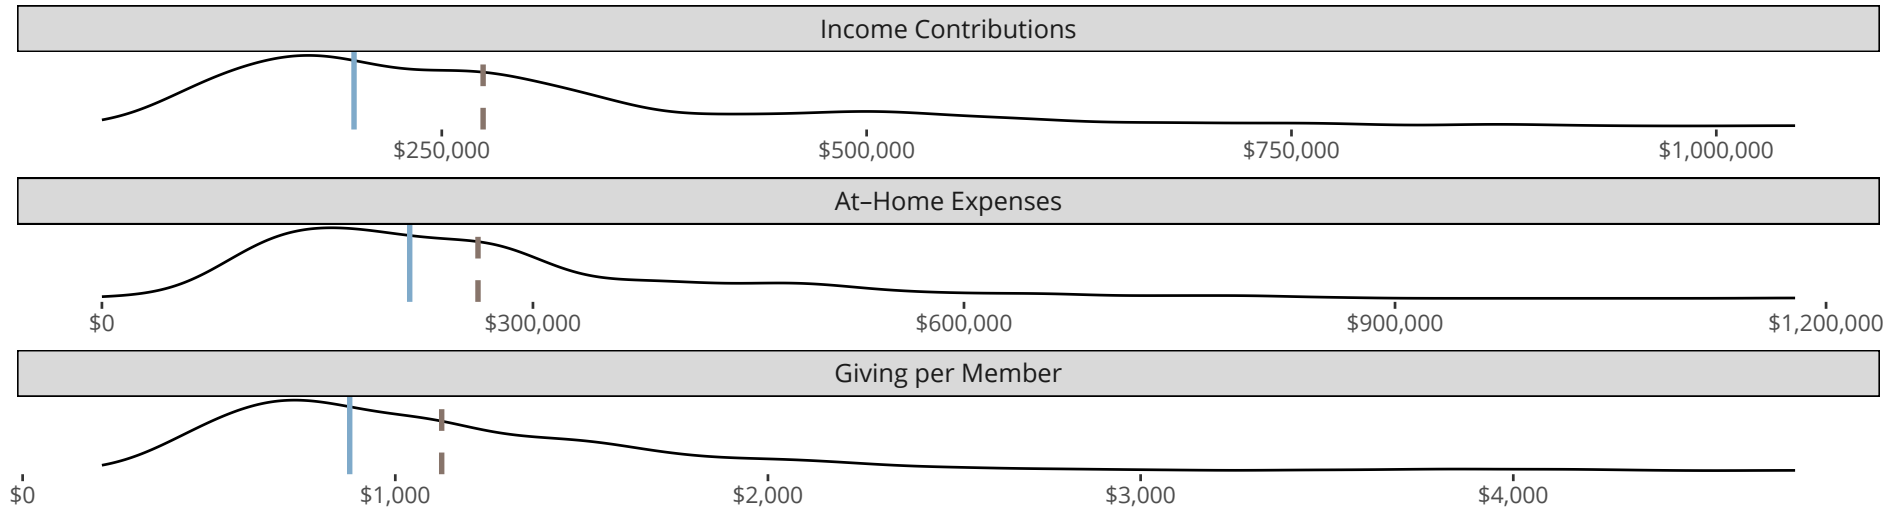 Income Contributions
$250,000 $500,000 $750,000 $1,000,000
At–Home Expenses
$0 $300,000 $600,000 $900,000 $1,200,000
Giving per Member
$0 $1,000 $2,000 $3,000 $4,000